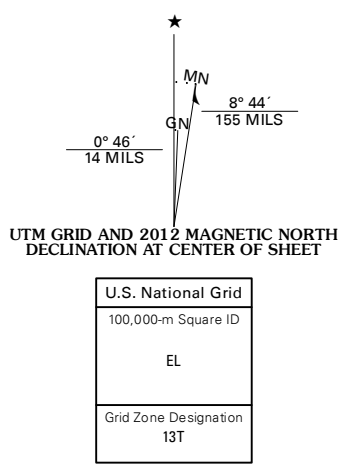 ★
MN
GN
8° 44´
155 MILS
0° 46´
14 MILS
UTM GRID AND 2012 MAGNETIC NORTH
DECLINATION AT CENTER OF SHEET
U.S. National Grid
100,000-m Square ID
EL
Grid Zone Designation
13T